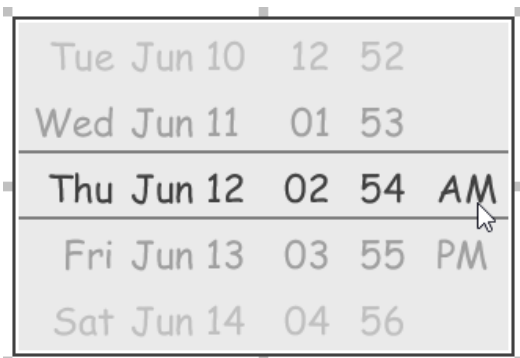 Tue Jun 10 12 52
Wed Jun 11 01 53
Thu Jun 12 02 54 AM
Fri Jun 13 03 55 PM
Sat Jun 14 04 56